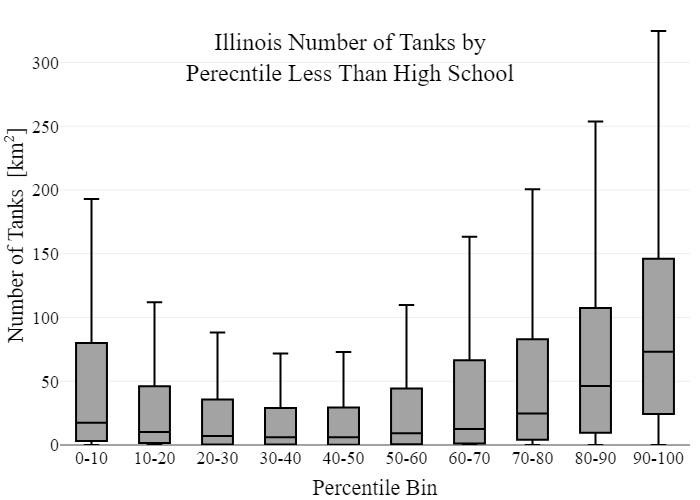 Illinois Number of Tanks by
Perecntile Less Than High School
Number of Tanks [km²]
300
250
200
150
100
50
0
0-10 10-20 20-30 30-40 40-50 50-60 60-70 70-80 80-90 90-100
Percentile Bin